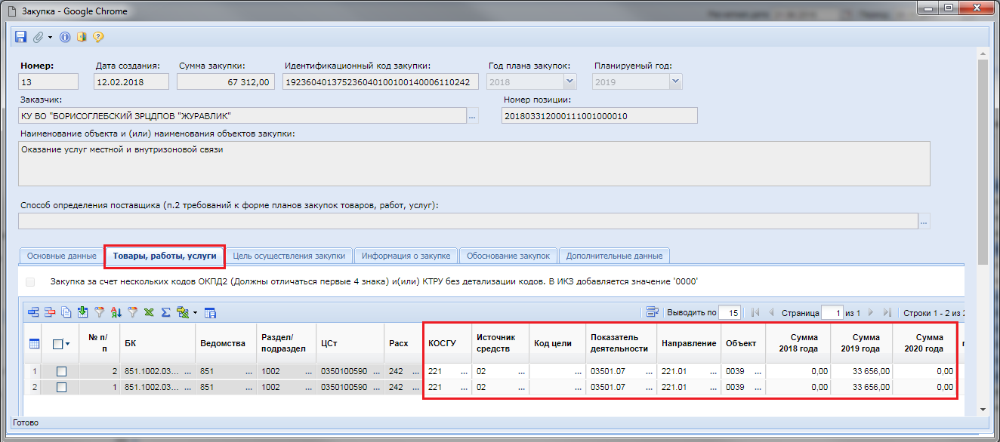 Закупка - Google Chrome
Номер: Дата создания: Сумма закупки: Идентификационный код закупки: Год плана закупок: Планируемый год:
13 12.02.2018 67 312,00 192360401375236040100100140006110242 2018 2019
Заказчик: Номер позиции:
КУ ВО "БОРИСОГЛЕБСКИЙ ЗРЦДПОВ "ЖУРАВЛИК" ... 201803312000111001000010
Наименование объекта и (или) наименования объектов закупки:
Оказание услуг местной и внутризоновой связи
Способ определения поставщика (п.2 требований к форме планов закупок товаров, работ, услуг):
...
Основные данные Товары, работы, услуги Цель осуществления закупки Информация о закупке Обоснование закупок Дополнительные данные
Закупка за счет нескольких кодов ОКПД2 (Должны отличаться первые 4 знака) и(или) КТРУ без детализации кодов. В ИКЗ добавляется значение '0000'
Выводить по 15 Страница 1 из 1 Строки 1 - 2 из
№ п/п БК Ведомства Раздел/подраздел ЦСт Расх КОСГУ Источник средств Код цели Показатель деятельности Направление Объект Сумма 2018 года Сумма 2019 года Сумма 2020 года
1 2 851.1002.03... ... 851 ... 1002 ... 0350100590 ... 242 ... 221 ... 02 ... ... 03501.07 ... 221.01 ... 0039 ... 0,00 33 656,00 0,00
2 1 851.1002.03... ... 851 ... 1002 ... 0350100590 ... 242 ... 221 ... 02 ... ... 03501.07 ... 221.01 ... 0039 ... 0,00 33 656,00 0,00
Готово